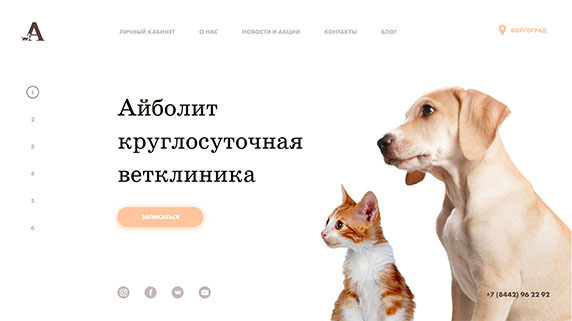 А
ЛИЧНЫЙ КАБИНЕТ
О НАС
НОВОСТИ И АКЦИИ
КОНТАКТЫ
БЛОГ
ВОЛГОГРАД
1
2
3
4
5
6
Айболит
круглосуточная
ветклиника
ЗАПИСАТЬСЯ
+7 (8442) 96 22 92